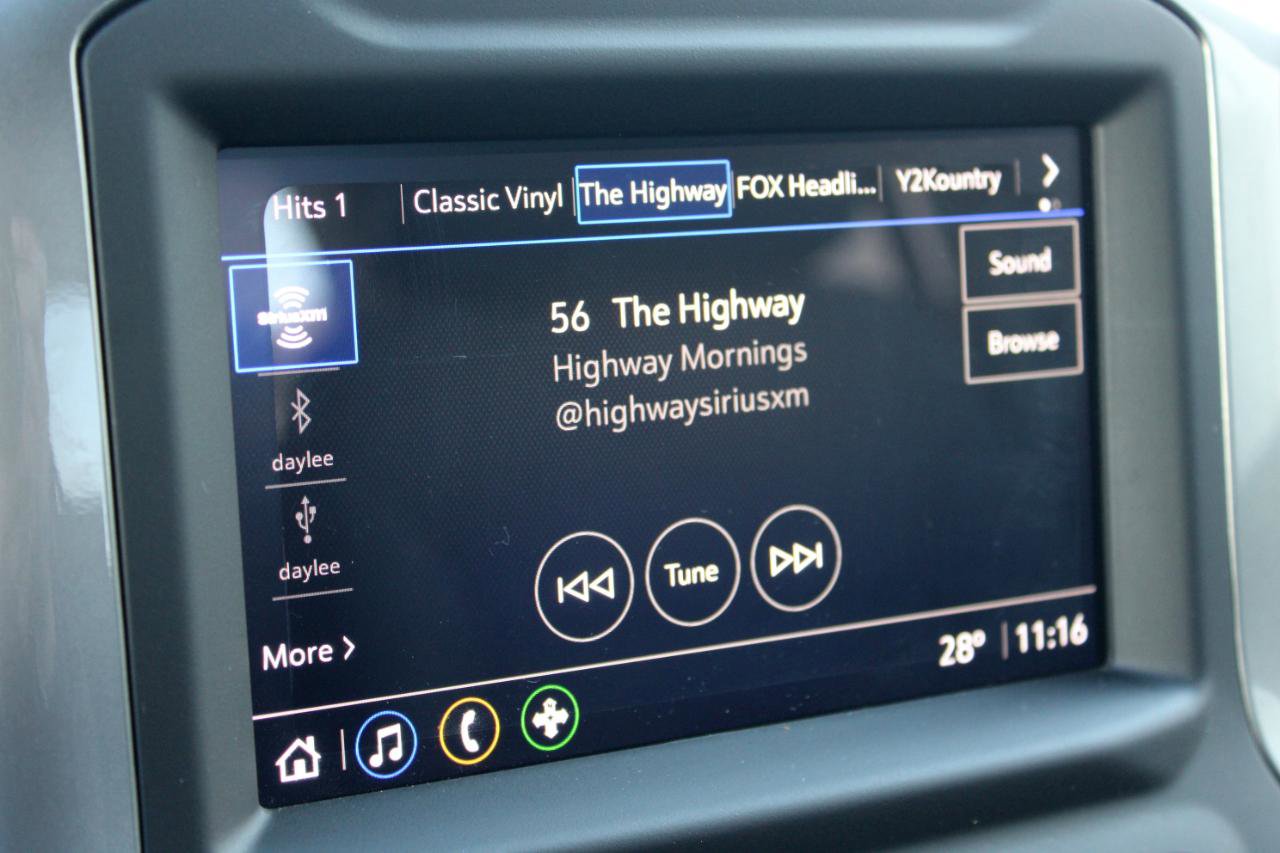 Hits 1
Classic Vinyl
The Highway
FOX Headli...
Y2Kountry
siriusxm
Sound
Browse
56 The Highway
Highway Mornings
@highwaysiriusxm
daylee
daylee
Tune
More
28° 11:16